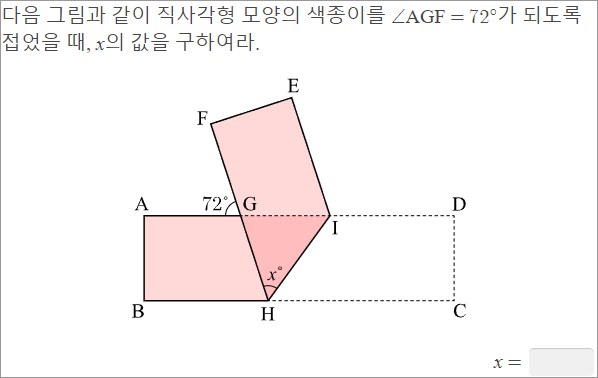 다음 그림과 같이 직사각형 모양의 색종이를 ∠AGF = 72°가 되도록
접었을 때, x의 값을 구하여라.
E
F
A 72° G D
I
x°
B H C
x =